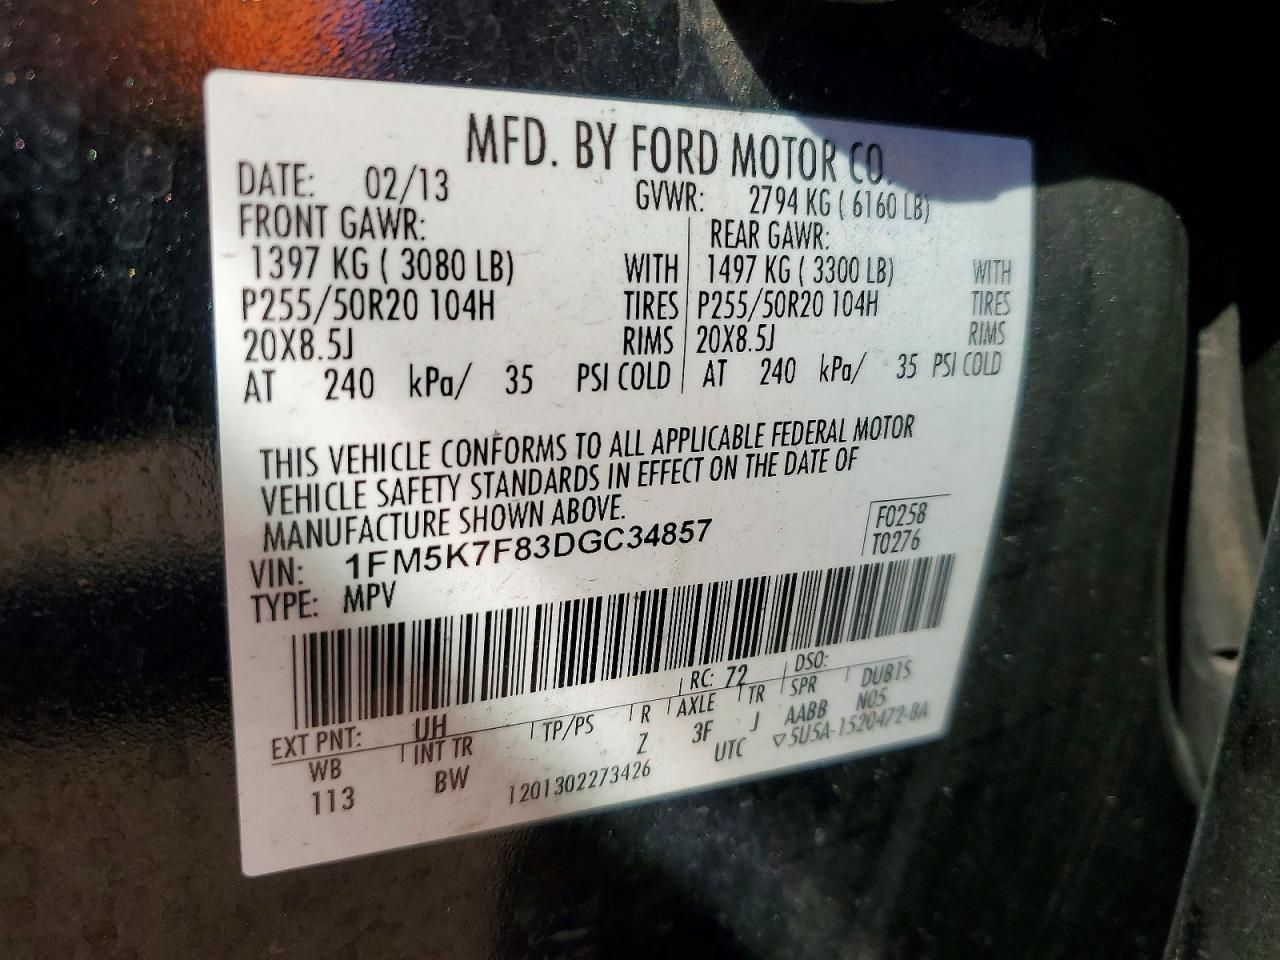 MFD. BY FORD MOTOR CO.
DATE: 02/13 GVWR: 2794 KG ( 6160 LB)
FRONT GAWR: REAR GAWR:
1397 KG ( 3080 LB) WITH 1497 KG (3300 LB) WITH
P255/50R20 104H TIRES P255/50R20 104H TIRES
20X8.5J RIMS 20X8.5J RIMS
AT 240 kPa/ 35 PSI COLD AT 240 kPa/ 35 PSI COLD
THIS VEHICLE CONFORMS TO ALL APPLICABLE FEDERAL MOTOR
VEHICLE SAFETY STANDARDS IN EFFECT ON THE DATE OF
MANUFACTURE SHOWN ABOVE.
F0258
VIN: 1FM5K7F83DGC34857 T0276
TYPE: MPV
EXT PNT: UH RC: 72 DSO:
WB INT TR TP/PS R AXLE TR SPR DUB1S
113 BW Z 3F J AABB N05
1201302273426 UTC ▽5U5A-1520472-BA